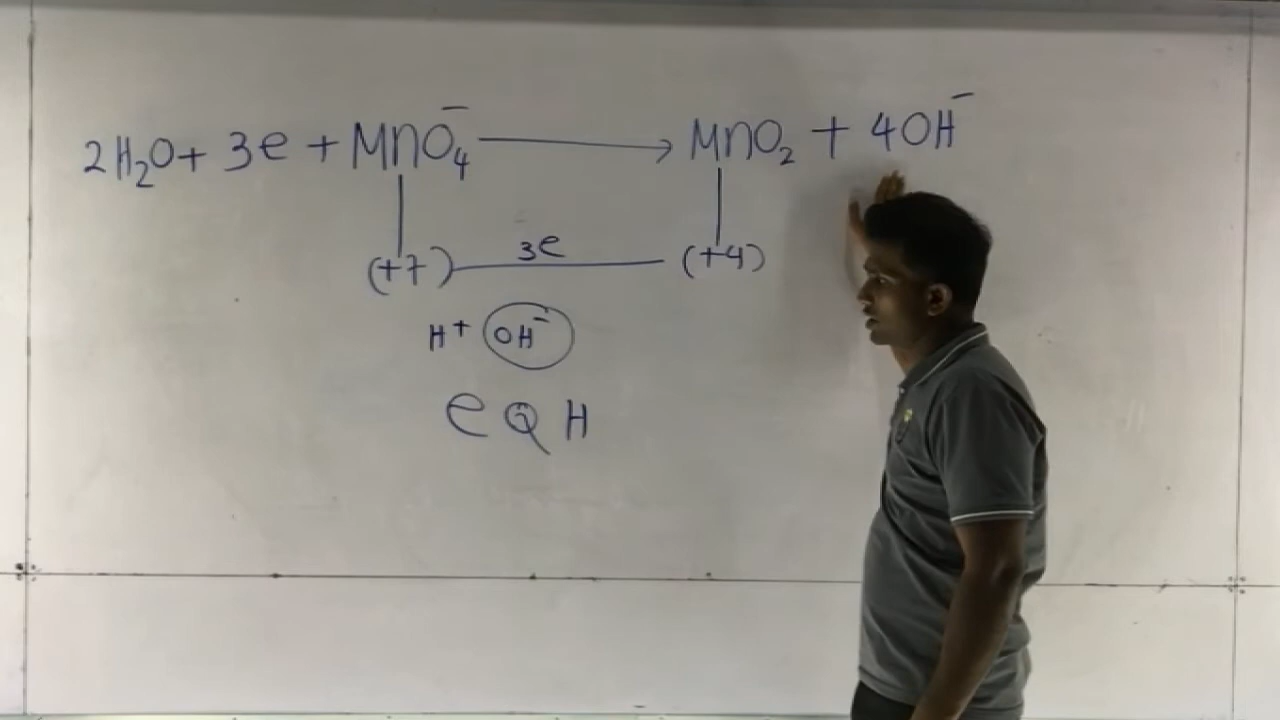 2H₂O + 3e + MnO₄⁻ ⟶ MnO₂ + 4OH⁻
(+7) 3e (+4)
H⁺ OH⁻
e Q H